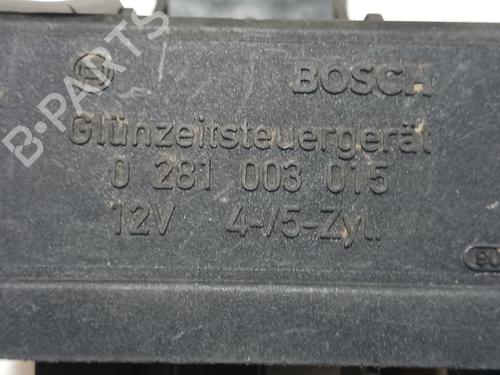 B-PARTS
BOSCH
Glühzeitsteuergerät
0 281 003 015
12V 4-/5-Zyl.